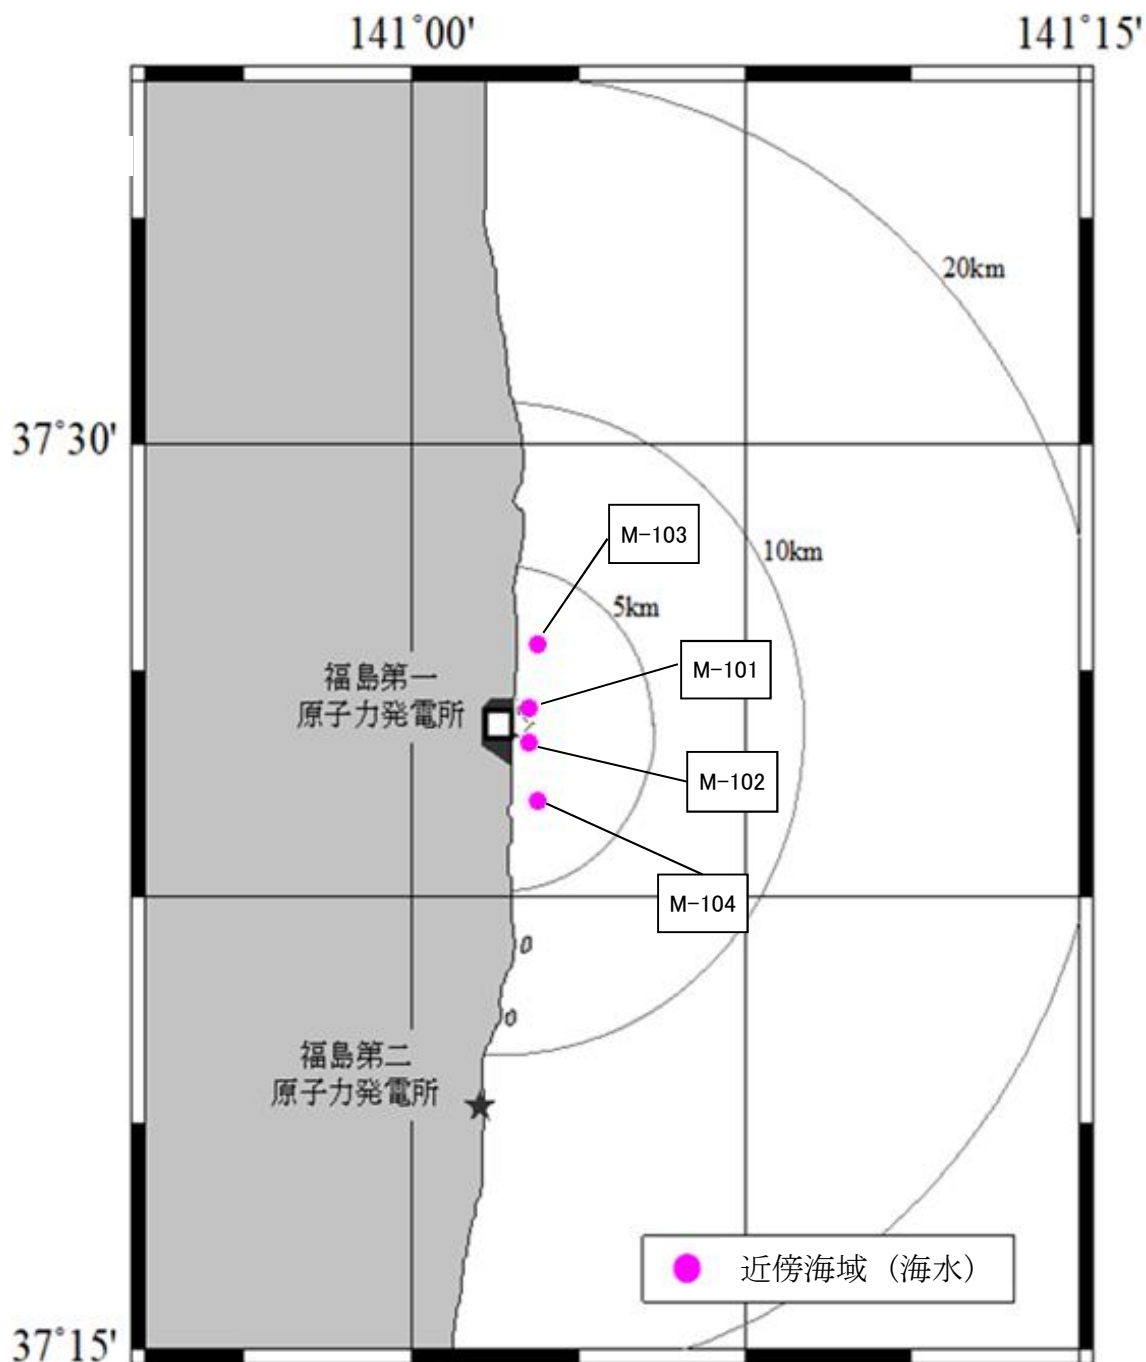 141°00'
141°15'
20km
37°30'
M-103
10km
5km
M-101
福島第一
原子力発電所
M-102
M-104
福島第二
原子力発電所
近傍海域（海水）
37°15'